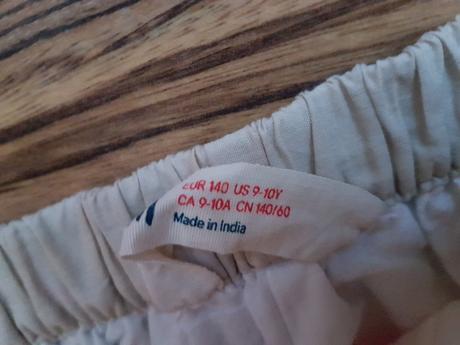 EUR 140 US 9-10Y
CA 9-10A CN 140/60
Made in India